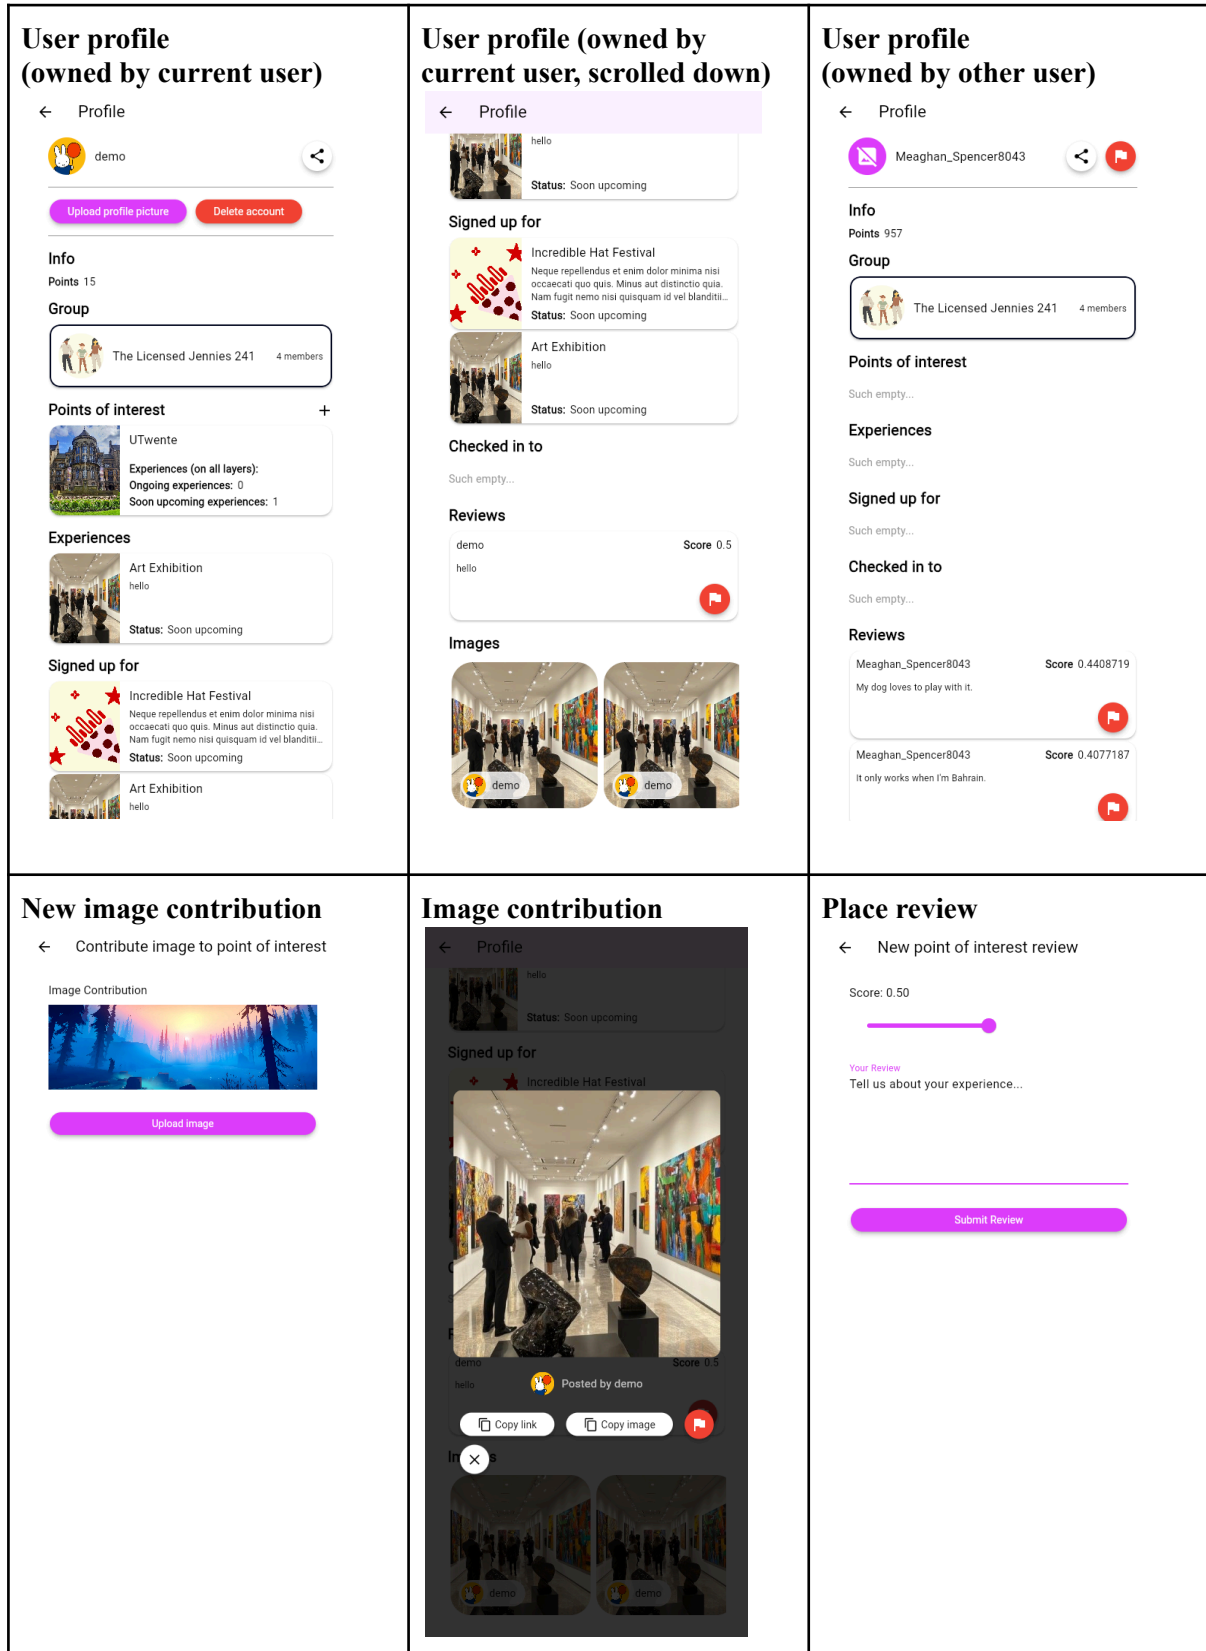 User profile
(owned by current user)
Profile
demo
Upload profile picture
Delete account
Info
Points 15
Group
The Licensed Jennies 241
4 members
Points of interest
UTwente
Experiences (on all layers):
Ongoing experiences: 0
Soon upcoming experiences: 1
Experiences
Art Exhibition
hello
Status: Soon upcoming
Signed up for
Incredible Hat Festival
Neque repellendus et enim dolor minima nisi
occaecati quo quis. Minus aut distinctio quia.
Nam fugit nemo nisi quisquam id vel blanditii...
Status: Soon upcoming
Art Exhibition
hello
User profile (owned by
current user, scrolled down)
Profile
hello
Status: Soon upcoming
Signed up for
Incredible Hat Festival
Neque repellendus et enim dolor minima nisi
occaecati quo quis. Minus aut distinctio quia.
Nam fugit nemo nisi quisquam id vel blanditii...
Status: Soon upcoming
Art Exhibition
hello
Status: Soon upcoming
Checked in to
Such empty...
Reviews
demo
Score 0.5
hello
Images
demo
demo
User profile
(owned by other user)
Profile
Meaghan_Spencer8043
Info
Points 957
Group
The Licensed Jennies 241
4 members
Points of interest
Such empty...
Experiences
Such empty...
Signed up for
Such empty...
Checked in to
Such empty...
Reviews
Meaghan_Spencer8043
Score 0.4408719
My dog loves to play with it.
Meaghan_Spencer8043
Score 0.4077187
It only works when I'm Bahrain.
New image contribution
Contribute image to point of interest
Image Contribution
Upload image
Image contribution
Profile
hello
Status: Soon upcoming
Signed up for
Incredible Hat Festival
demo
Score 0.5
hello
Posted by demo
Copy link
Copy image
demo
demo
Place review
New point of interest review
Score: 0.50
Your Review
Tell us about your experience...
Submit Review